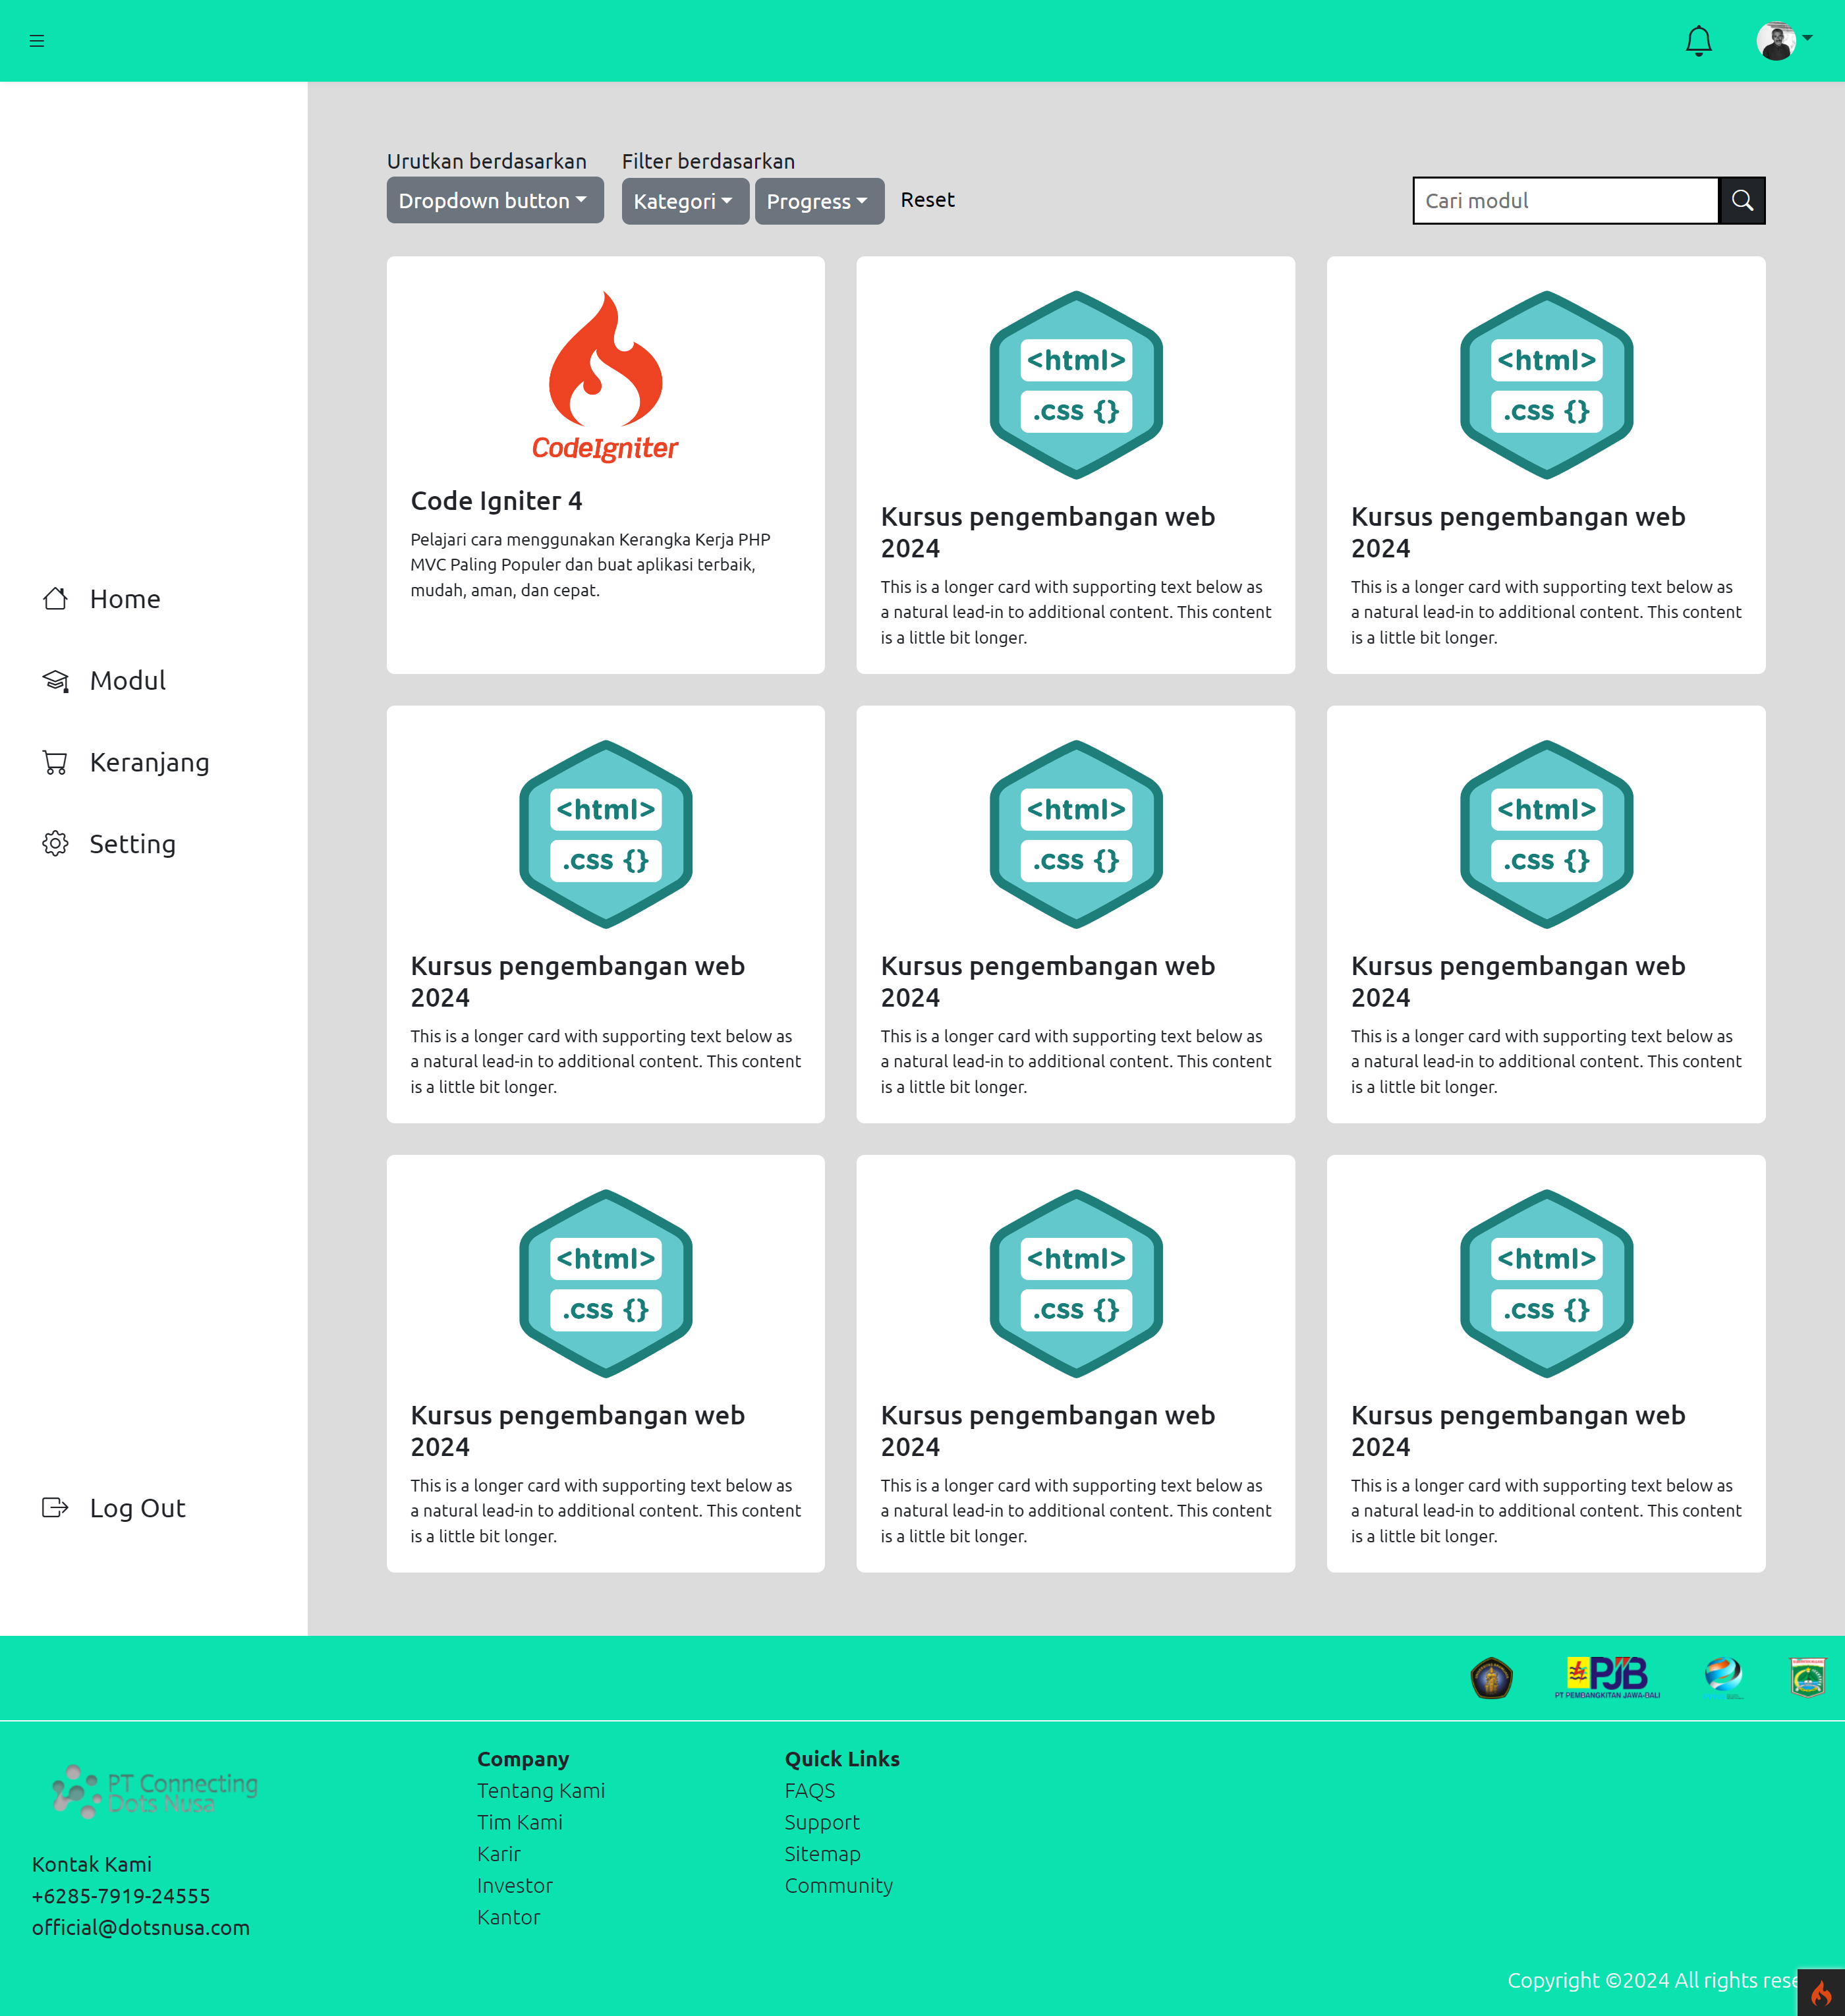 Urutkan berdasarkan
Filter berdasarkan
Dropdown button
Kategori
Progress
Reset
Cari modul
Home
Modul
Keranjang
Setting
Log Out
CodeIgniter
Code Igniter 4
Pelajari cara menggunakan Kerangka Kerja PHP
MVC Paling Populer dan buat aplikasi terbaik,
mudah, aman, dan cepat.
<html>
.css {}
Kursus pengembangan web
2024
This is a longer card with supporting text below as
a natural lead-in to additional content. This content
is a little bit longer.
<html>
.css {}
Kursus pengembangan web
2024
This is a longer card with supporting text below as
a natural lead-in to additional content. This content
is a little bit longer.
<html>
.css {}
Kursus pengembangan web
2024
This is a longer card with supporting text below as
a natural lead-in to additional content. This content
is a little bit longer.
<html>
.css {}
Kursus pengembangan web
2024
This is a longer card with supporting text below as
a natural lead-in to additional content. This content
is a little bit longer.
<html>
.css {}
Kursus pengembangan web
2024
This is a longer card with supporting text below as
a natural lead-in to additional content. This content
is a little bit longer.
<html>
.css {}
Kursus pengembangan web
2024
This is a longer card with supporting text below as
a natural lead-in to additional content. This content
is a little bit longer.
<html>
.css {}
Kursus pengembangan web
2024
This is a longer card with supporting text below as
a natural lead-in to additional content. This content
is a little bit longer.
<html>
.css {}
Kursus pengembangan web
2024
This is a longer card with supporting text below as
a natural lead-in to additional content. This content
is a little bit longer.
PJB
PT PEMBANGKITAN JAWA-BALI
PT Connecting
Dots Nusa
Kontak Kami
+6285-7919-24555
official@dotsnusa.com
Company
Tentang Kami
Tim Kami
Karir
Investor
Kantor
Quick Links
FAQS
Support
Sitemap
Community
Copyright ©2024 All rights rese